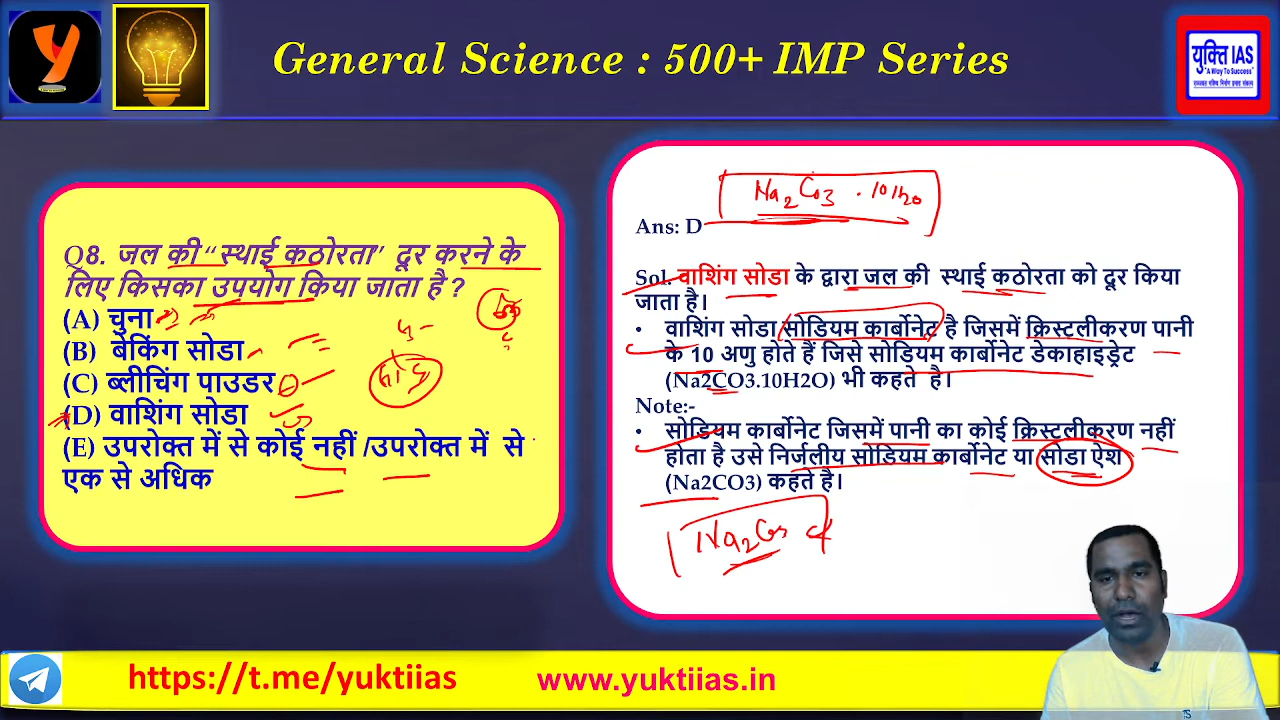 General Science : 500+ IMP Series
युक्ति IAS
"A Way To Success"
Q8. जल की "स्थाई कठोरता" दूर करने के
लिए किसका उपयोग किया जाता है ?
(A) चुना
(B) बेकिंग सोडा
(C) ब्लीचिंग पाउडर
(D) वाशिंग सोडा
(E) उपरोक्त में से कोई नहीं /उपरोक्त में से
एक से अधिक
Na2CO3 . 10H2O
Ans: D
Sol. वाशिंग सोडा के द्वारा जल की स्थाई कठोरता को दूर किया
जाता है।
• वाशिंग सोडा सोडियम कार्बोनेट है जिसमें क्रिस्टलीकरण पानी
के 10 अणु होते हैं जिसे सोडियम कार्बोनेट डेकाहाइड्रेट
(Na2CO3.10H2O) भी कहते है।
Note:-
• सोडियम कार्बोनेट जिसमें पानी का कोई क्रिस्टलीकरण नहीं
होता है उसे निर्जलीय सोडियम कार्बोनेट या सोडा ऐश
(Na2CO3) कहते है।
Na2CO3
https://t.me/yuktiias
www.yuktiias.in